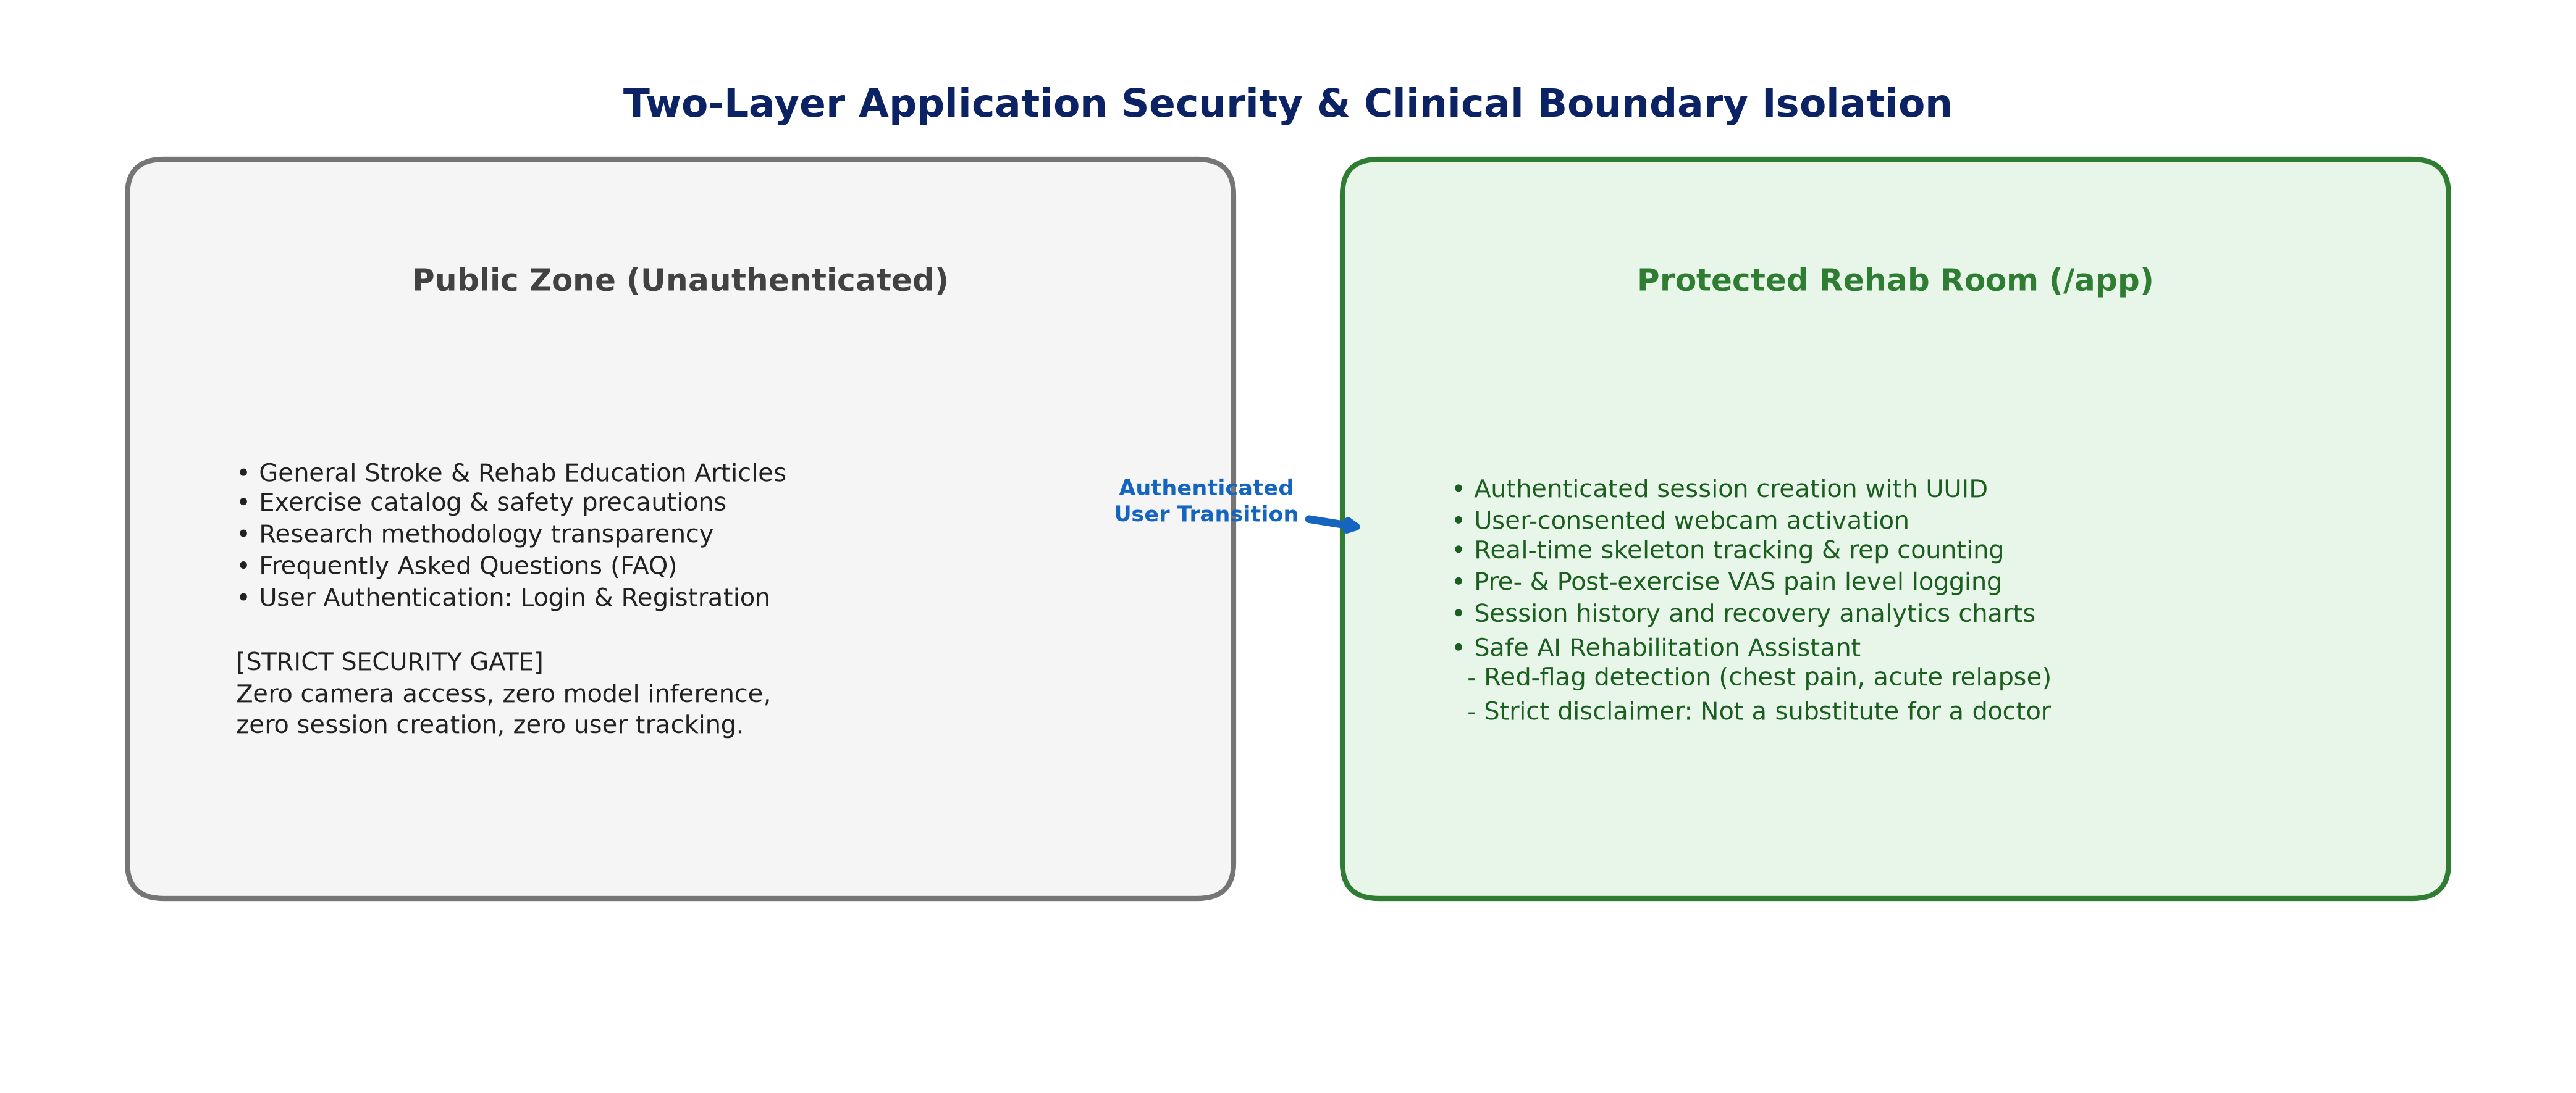 Two-Layer Application Security & Clinical Boundary Isolation
Public Zone (Unauthenticated)
• General Stroke & Rehab Education Articles
• Exercise catalog & safety precautions
• Research methodology transparency
• Frequently Asked Questions (FAQ)
• User Authentication: Login & Registration
[STRICT SECURITY GATE]
Zero camera access, zero model inference,
zero session creation, zero user tracking.
Authenticated
User Transition
Protected Rehab Room (/app)
• Authenticated session creation with UUID
• User-consented webcam activation
• Real-time skeleton tracking & rep counting
• Pre- & Post-exercise VAS pain level logging
• Session history and recovery analytics charts
• Safe AI Rehabilitation Assistant
- Red-flag detection (chest pain, acute relapse)
- Strict disclaimer: Not a substitute for a doctor